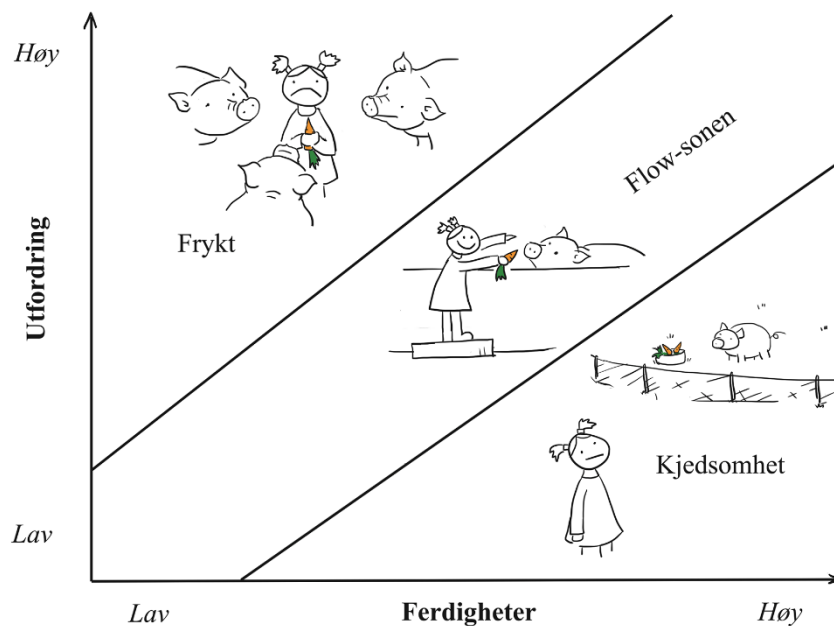 Høy
Flow-sonen
Frykt
Utfordring
Kjedsomhet
Lav
Lav
Ferdigheter
Høy